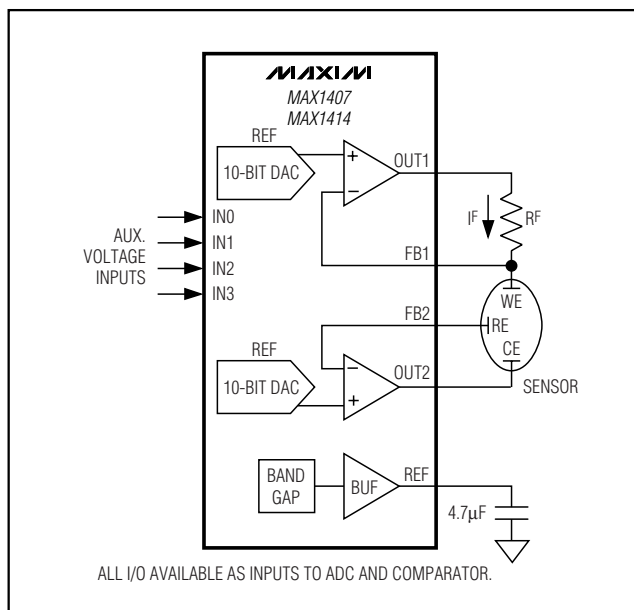 MAXIM
MAX1407
MAX1414
REF
10-BIT DAC
+
−
OUT1
IF
RF
IN0
IN1
IN2
IN3
AUX.
VOLTAGE
INPUTS
FB1
WE
FB2
RE
CE
SENSOR
REF
10-BIT DAC
−
+
OUT2
BAND
GAP
BUF
REF
4.7µF
ALL I/O AVAILABLE AS INPUTS TO ADC AND COMPARATOR.